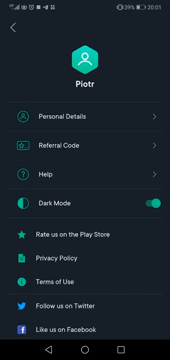 4G 39% 20:01
Piotr
Personal Details
Referral Code
Help
Dark Mode
Rate us on the Play Store
Privacy Policy
Terms of Use
Follow us on Twitter
Like us on Facebook